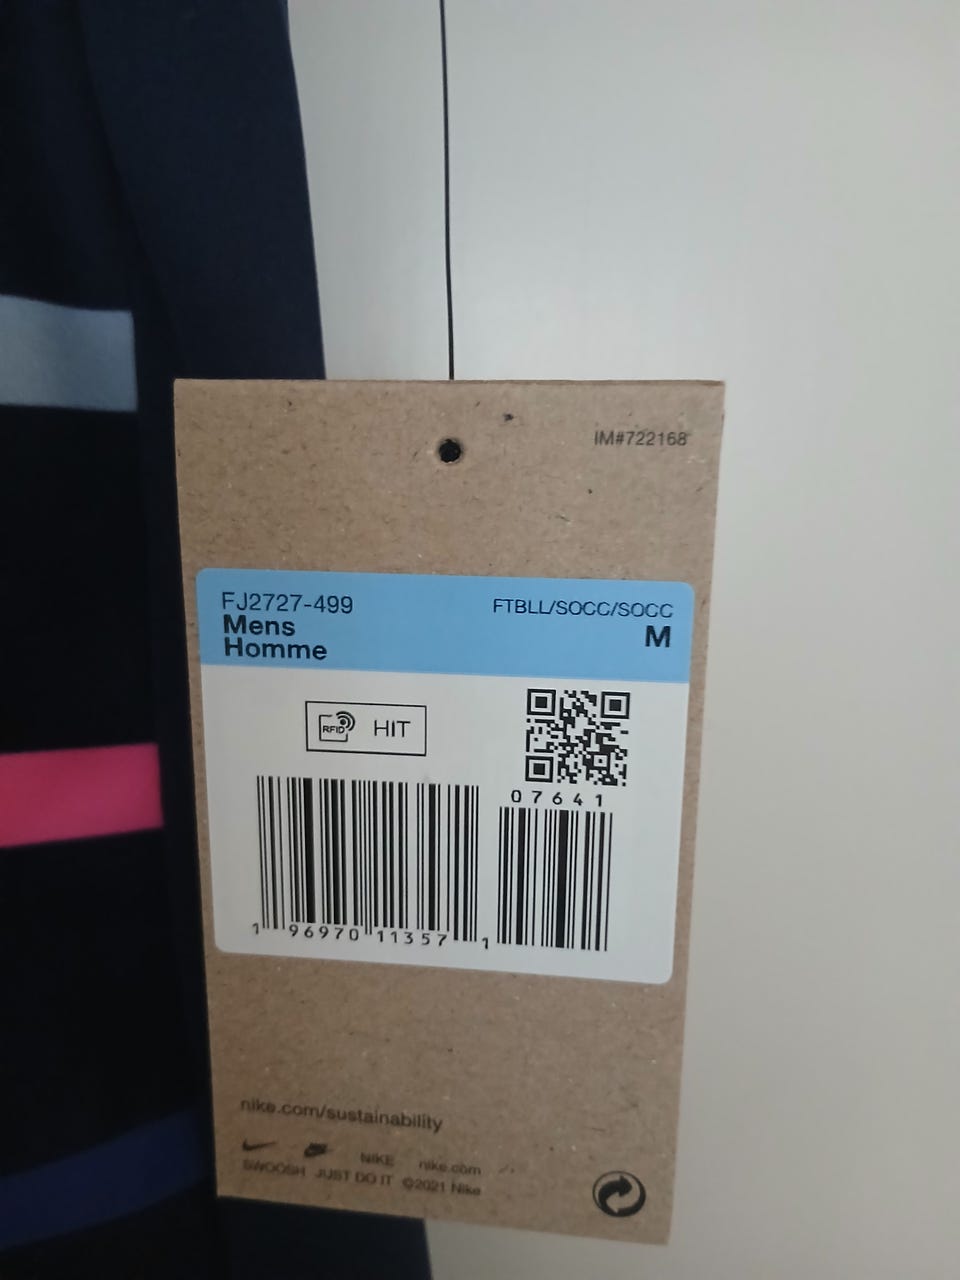 IM#722168
FJ2727-499
FTBLL/SOCC/SOCC
Mens
M
Homme
RFID HIT
07641
1 96970 11357 1
nike.com/sustainability
NIKE nike.com
SWOOSH JUST DO IT ©2021 Nike